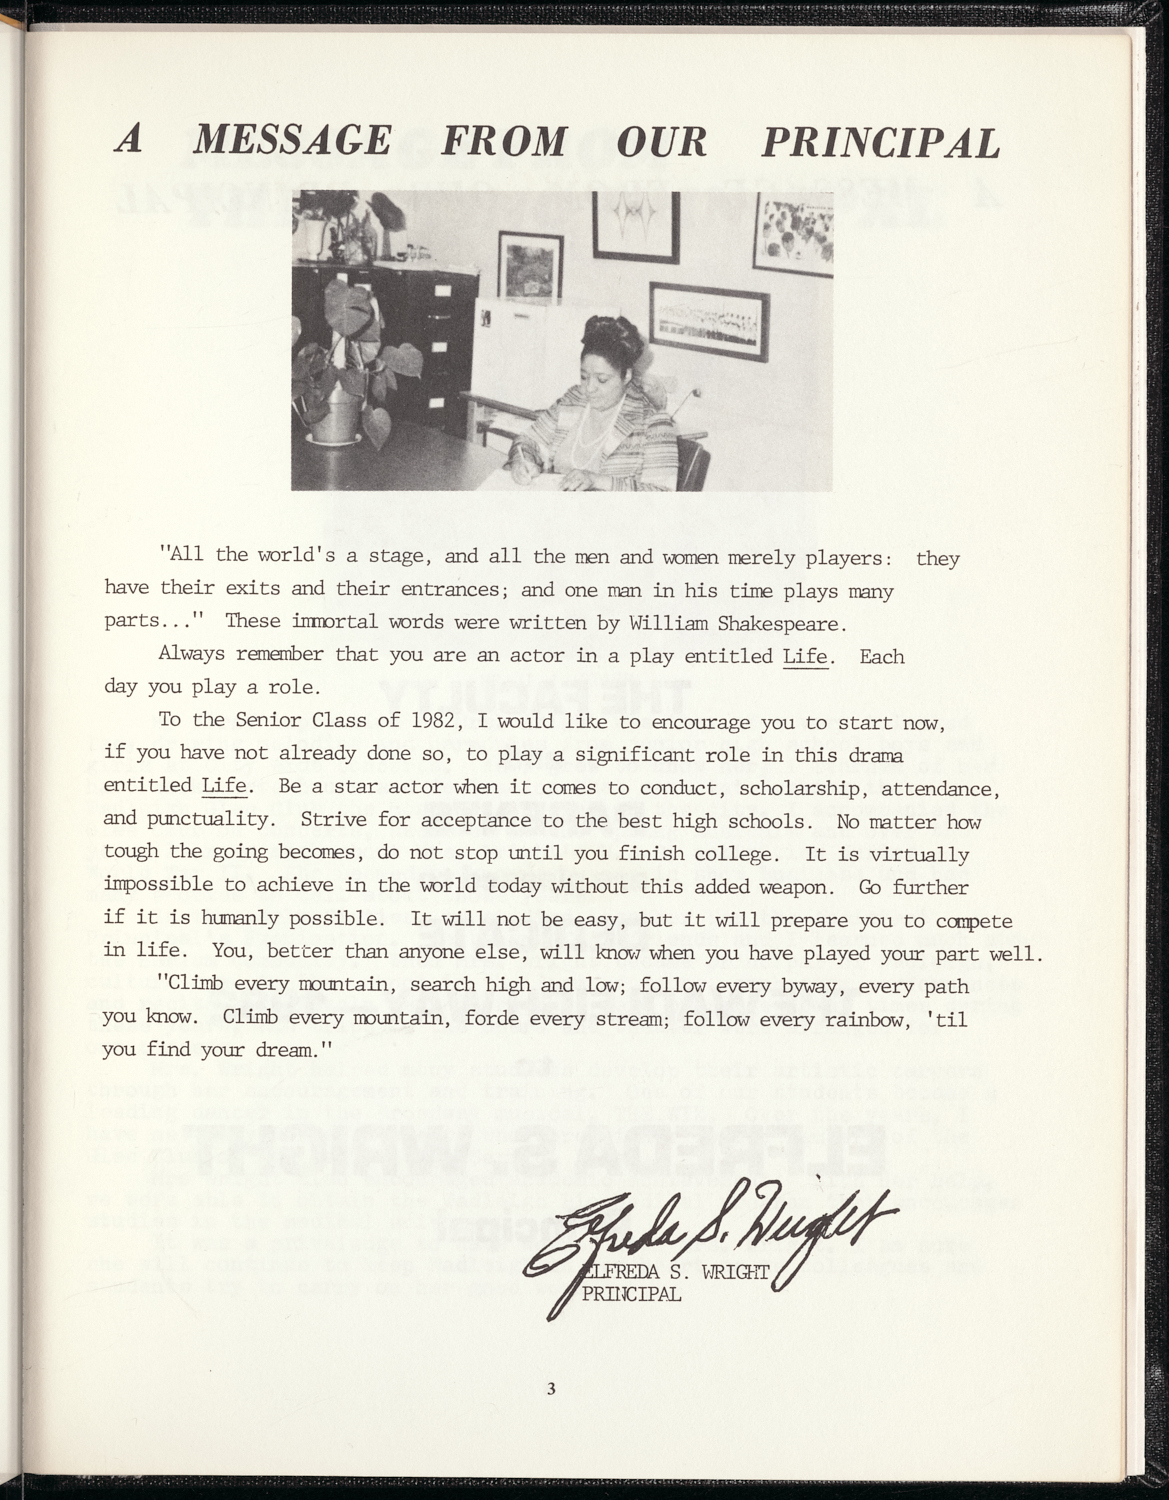 A MESSAGE FROM OUR PRINCIPAL
"All the world's a stage, and all the men and women merely players: they
have their exits and their entrances; and one man in his time plays many
parts..." These immortal words were written by William Shakespeare.
Always remember that you are an actor in a play entitled Life. Each
day you play a role.
To the Senior Class of 1982, I would like to encourage you to start now,
if you have not already done so, to play a significant role in this drama
entitled Life. Be a star actor when it comes to conduct, scholarship, attendance,
and punctuality. Strive for acceptance to the best high schools. No matter how
tough the going becomes, do not stop until you finish college. It is virtually
impossible to achieve in the world today without this added weapon. Go further
if it is humanly possible. It will not be easy, but it will prepare you to compete
in life. You, better than anyone else, will know when you have played your part well.
"Climb every mountain, search high and low; follow every byway, every path
you know. Climb every mountain, forde every stream; follow every rainbow, 'til
you find your dream."
Elfreda S. Wright
ELFREDA S. WRIGHT
PRINCIPAL
3